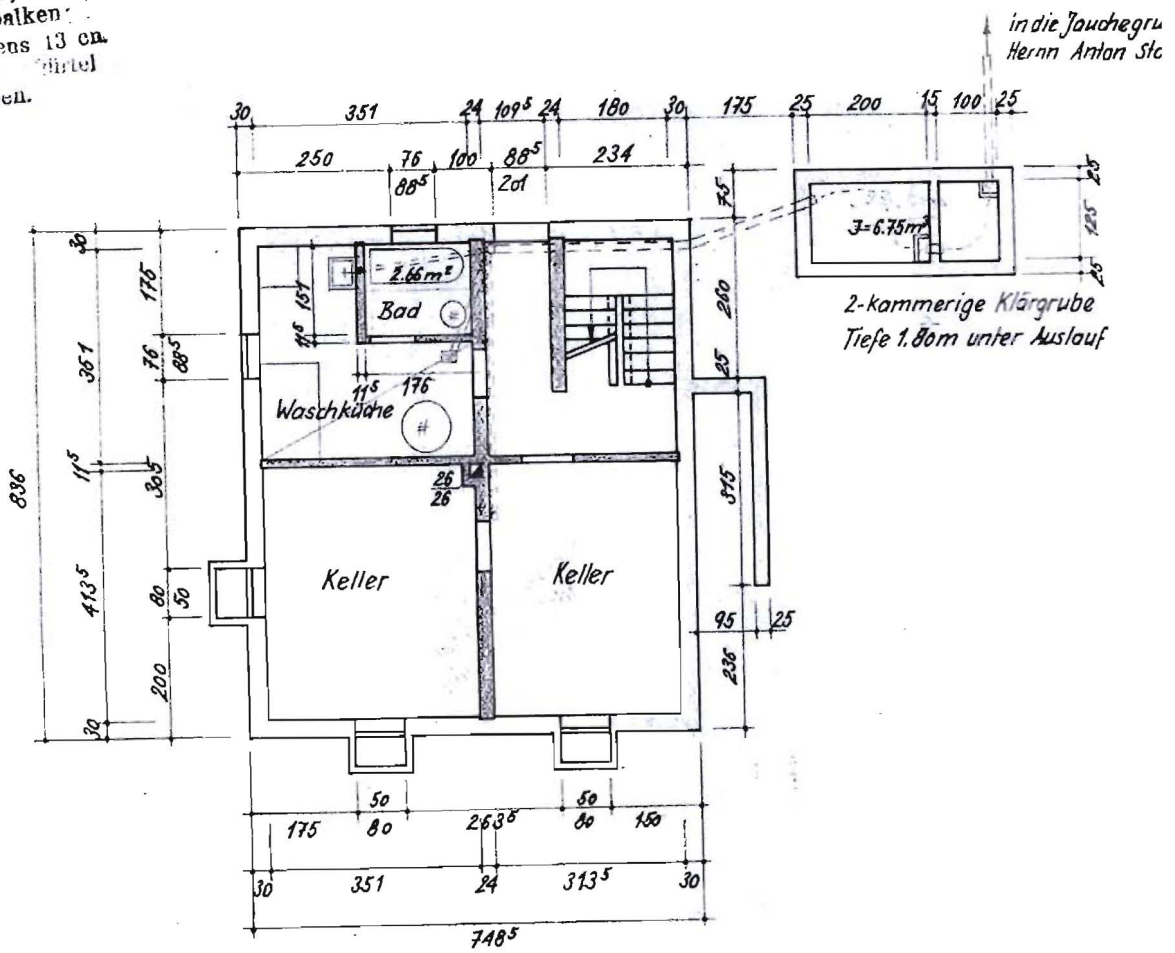 balken
ens 13 cm.
en.
in die Jauchegru
Herrn Anton Sto
30 351 24 109⁵ 24 180 30 175 25 200 15 100 25
250 76 100 88⁵ 234
88⁵ 201
75
25
125
25
J=6.75m³
2-kammerige Klärgrube
Tiefe 1.80m unter Auslauf
30
175
151
2.66m²
Bad
11⁵
260
836
351
76
88⁵
25
11⁵ 176
Waschküche
11⁵
305
26
26
315
413⁵
80
50
Keller
Keller
95 25
200
236
30
50 50
175 80 263⁵ 80 150
30 351 24 313⁵ 30
748⁵